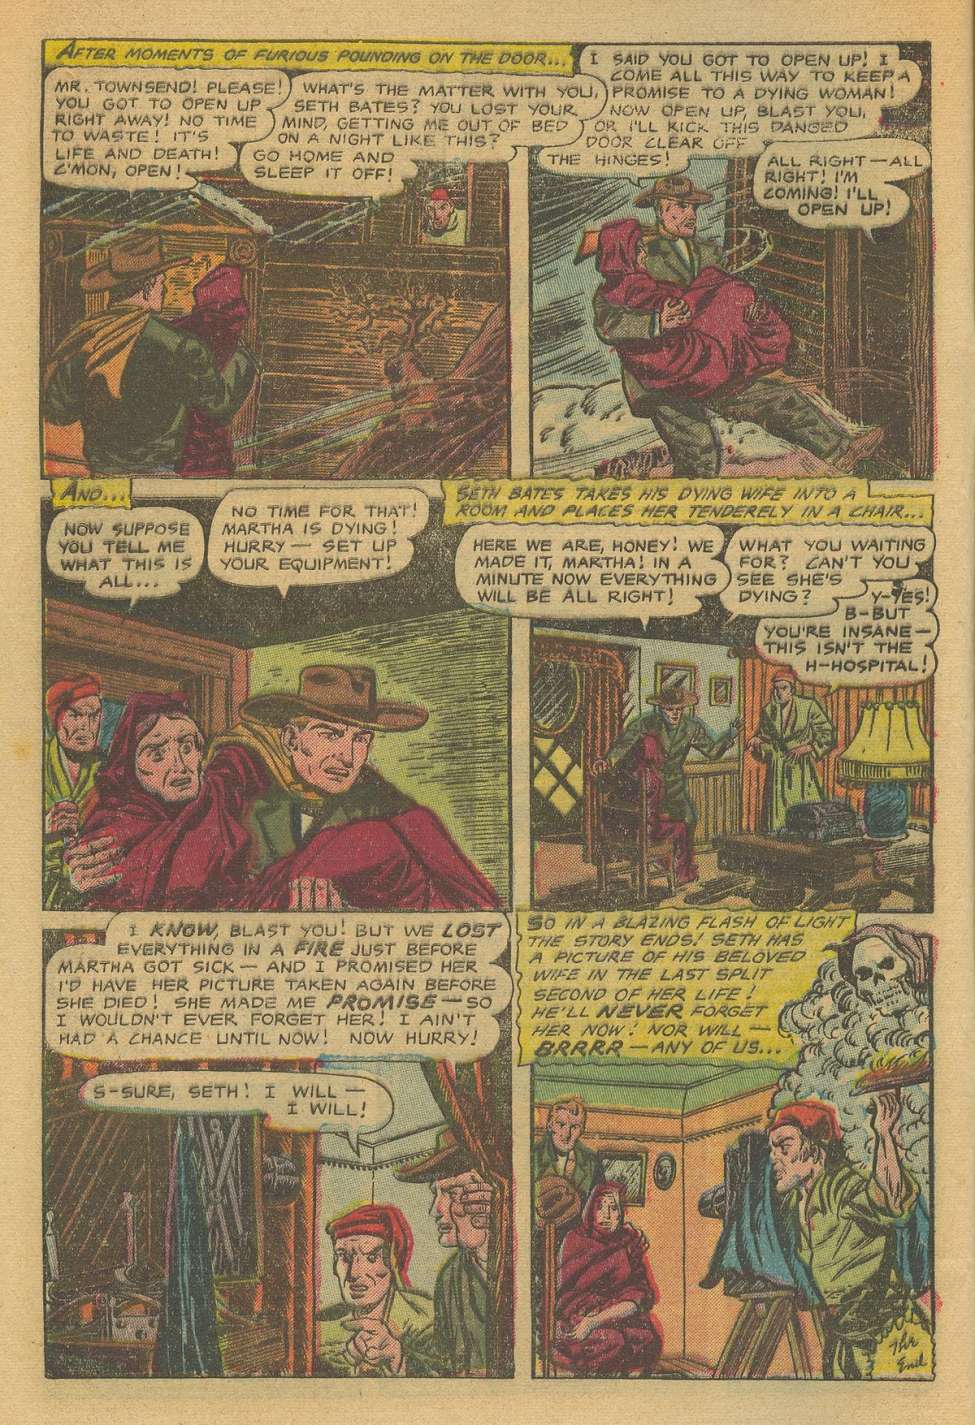 AFTER MOMENTS OF FURIOUS POUNDING ON THE DOOR...
MR. TOWNSEND! PLEASE!
YOU GOT TO OPEN UP
RIGHT AWAY! NO TIME
TO WASTE! IT'S
LIFE AND DEATH!
C'MON, OPEN!
WHAT'S THE MATTER WITH YOU,
SETH BATES? YOU LOST YOUR
MIND, GETTING ME OUT OF BED
ON A NIGHT LIKE THIS?
GO HOME AND
SLEEP IT OFF!
I SAID YOU GOT TO OPEN UP! I
COME ALL THIS WAY TO KEEP A
PROMISE TO A DYING WOMAN!
NOW OPEN UP, BLAST YOU,
OR I'LL KICK THIS DANGED
DOOR CLEAR OFF
THE HINGES!
ALL RIGHT—ALL
RIGHT! I'M
COMING! I'LL
OPEN UP!
AND...
NOW SUPPOSE
YOU TELL ME
WHAT THIS IS
ALL...
NO TIME FOR THAT!
MARTHA IS DYING!
HURRY— SET UP
YOUR EQUIPMENT!
SETH BATES TAKES HIS DYING WIFE INTO A
ROOM AND PLACES HER TENDERELY IN A CHAIR...
HERE WE ARE, HONEY! WE
MADE IT, MARTHA! IN A
MINUTE NOW EVERYTHING
WILL BE ALL RIGHT!
WHAT YOU WAITING
FOR? CAN'T YOU
SEE SHE'S
DYING?
Y-YES!
B-BUT
YOU'RE INSANE—
THIS ISN'T THE
H-HOSPITAL!
I KNOW, BLAST YOU! BUT WE LOST
EVERYTHING IN A FIRE JUST BEFORE
MARTHA GOT SICK— AND I PROMISED HER
I'D HAVE HER PICTURE TAKEN AGAIN BEFORE
SHE DIED! SHE MADE ME PROMISE—SO
I WOULDN'T EVER FORGET HER! I AIN'T
HAD A CHANCE UNTIL NOW! NOW HURRY!
S-SURE, SETH! I WILL—
I WILL!
SO IN A BLAZING FLASH OF LIGHT
THE STORY ENDS! SETH HAS
A PICTURE OF HIS BELOVED
WIFE IN THE LAST SPLIT
SECOND OF HER LIFE!
HE'LL NEVER FORGET
HER NOW! NOR WILL—
BRRRR—ANY OF US...
The
End